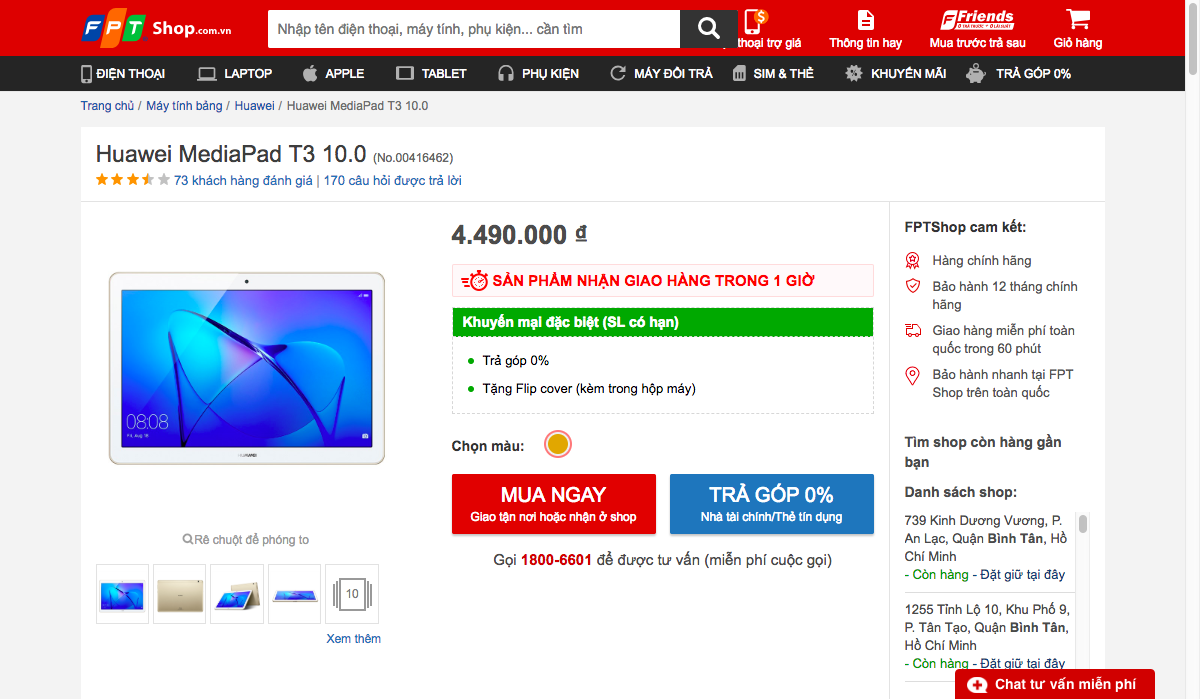 FPT Shop.com.vn
Nhập tên điện thoại, máy tính, phụ kiện... cần tìm
thoại trợ giá
Thông tin hay
Friends
Mua trước trả sau
Giỏ hàng
ĐIỆN THOẠI
LAPTOP
APPLE
TABLET
PHỤ KIỆN
MÁY ĐỔI TRẢ
SIM & THẺ
KHUYẾN MÃI
TRẢ GÓP 0%
Trang chủ / Máy tính bảng / Huawei / Huawei MediaPad T3 10.0
Huawei MediaPad T3 10.0 (No.00416462)
73 khách hàng đánh giá | 170 câu hỏi được trả lời
08:08
Fri, Aug 18
HUAWEI
Rê chuột để phóng to
10
Xem thêm
4.490.000 ₫
SẢN PHẨM NHẬN GIAO HÀNG TRONG 1 GIỜ
Khuyến mại đặc biệt (SL có hạn)
Trả góp 0%
Tặng Flip cover (kèm trong hộp máy)
Chọn màu:
MUA NGAY
Giao tận nơi hoặc nhận ở shop
TRẢ GÓP 0%
Nhà tài chính/Thẻ tín dụng
Gọi 1800-6601 để được tư vấn (miễn phí cuộc gọi)
FPTShop cam kết:
Hàng chính hãng
Bảo hành 12 tháng chính
hãng
Giao hàng miễn phí toàn
quốc trong 60 phút
Bảo hành nhanh tại FPT
Shop trên toàn quốc
Tìm shop còn hàng gần
bạn
Danh sách shop:
739 Kinh Dương Vương, P.
An Lạc, Quận Bình Tân, Hồ
Chí Minh
- Còn hàng - Đặt giữ tại đây
1255 Tỉnh Lộ 10, Khu Phố 9,
P. Tân Tạo, Quận Bình Tân,
Hồ Chí Minh
- Còn hàng - Đặt giữ tại đây
Chat tư vấn miễn phí